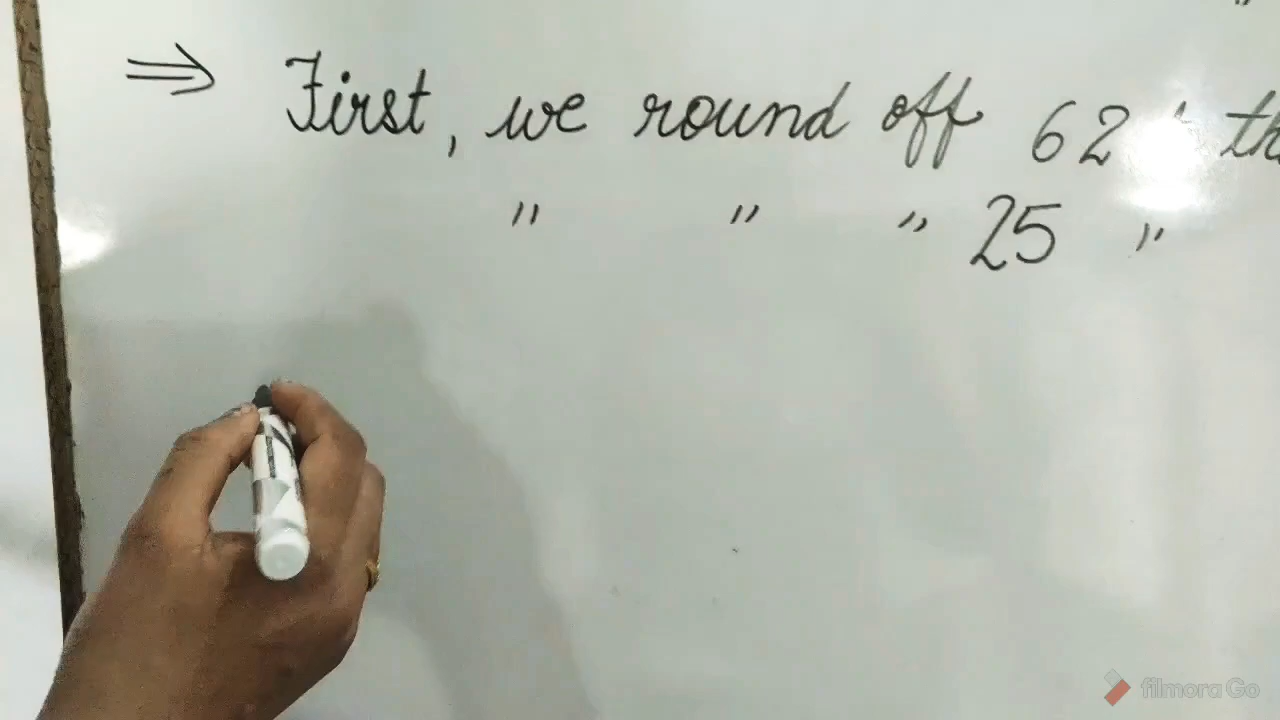 ⇒ First, we round off 62
" " " 25 "
filmora Go